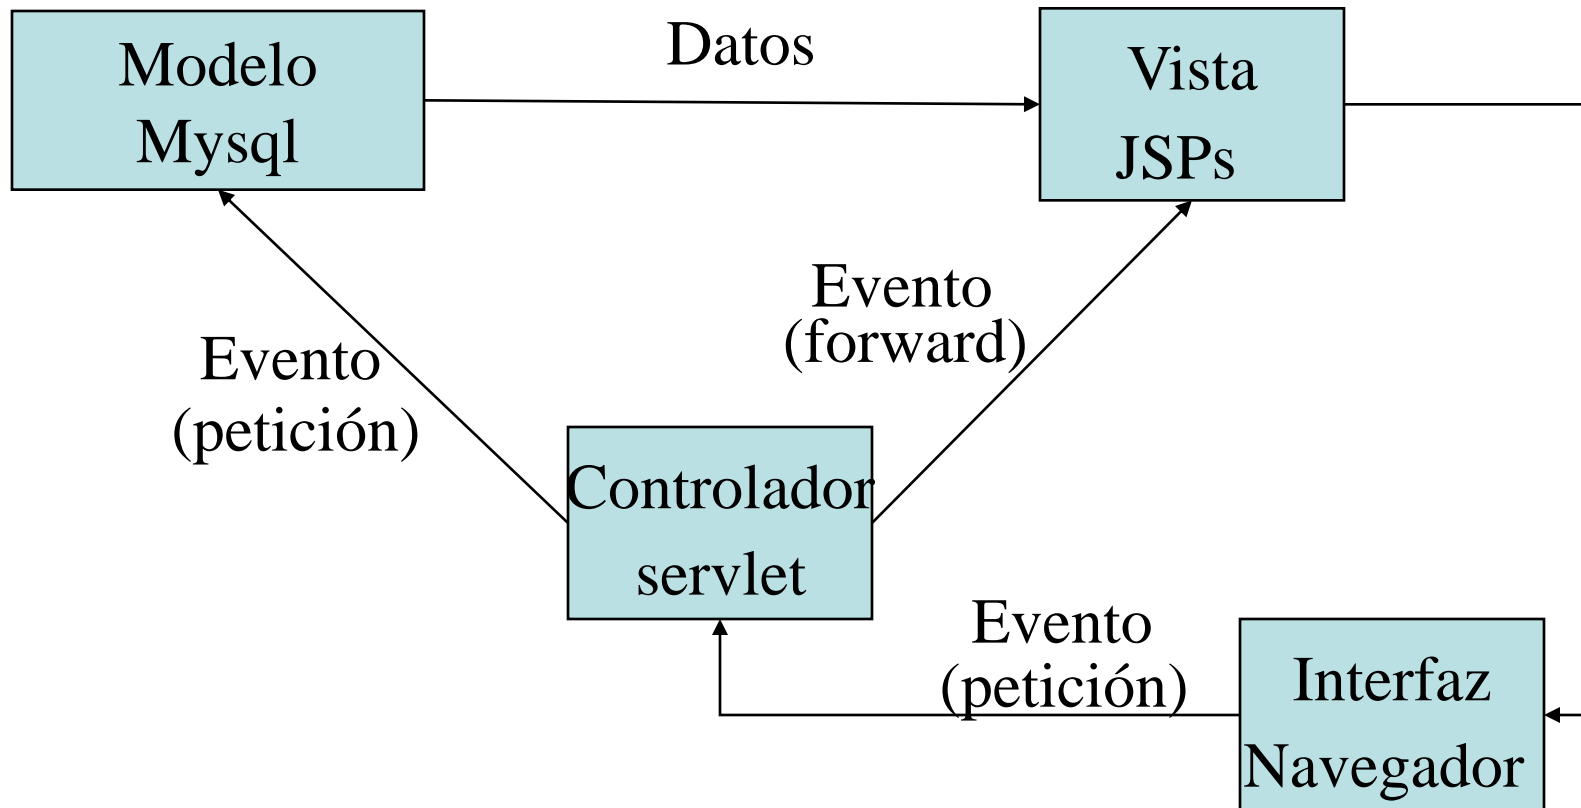 Modelo
Mysql
Datos
Vista
JSPs
Evento
(forward)
Evento
(petición)
Controlador
servlet
Evento
(petición)
Interfaz
Navegador